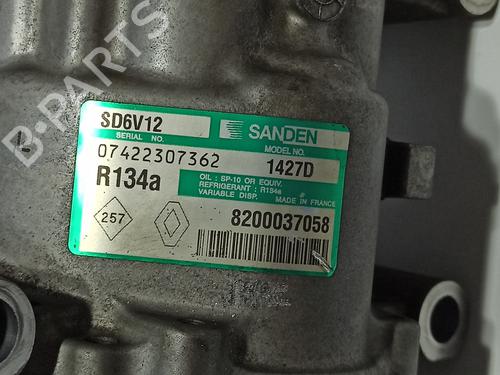 B-PARTS
SD6V12
SANDEN
SERIAL NO.
MODEL NO.
07422307362
1427D
R134a
OIL : SP-10 OR EQUIV.
REFRIGERANT : R134a
VARIABLE DISP.
MADE IN FRANCE
257
8200037058